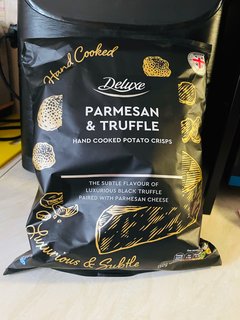 Hand Cooked
Deluxe
PARMESAN
& TRUFFLE
HAND COOKED POTATO CRISPS
THE SUBTLE FLAVOUR OF
LUXURIOUS BLACK TRUFFLE
PAIRED WITH PARMESAN CHEESE
Luxurious & Subtle